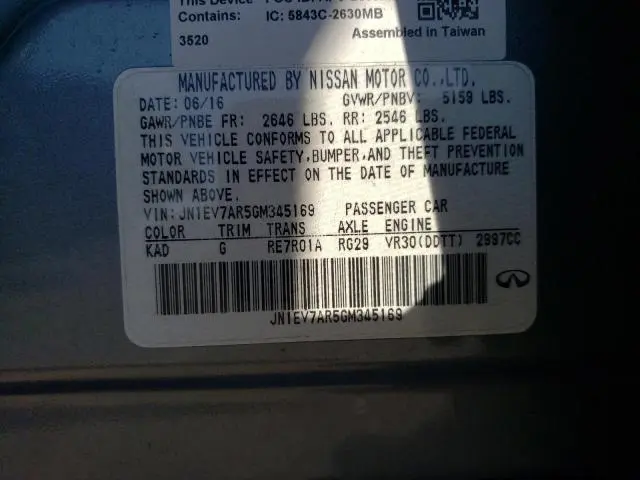 This Device
Contains: IC: 5843C-2630MB
3520 Assembled in Taiwan
MANUFACTURED BY NISSAN MOTOR CO.,LTD.
DATE: 06/16 GVWR/PNBV: 5159 LBS.
GAWR/PNBE FR: 2646 LBS. RR: 2546 LBS.
THIS VEHICLE CONFORMS TO ALL APPLICABLE FEDERAL
MOTOR VEHICLE SAFETY,BUMPER,AND THEFT PREVENTION
STANDARDS IN EFFECT ON THE DATE OF MANUFACTURE
SHOWN ABOVE.
VIN:JN1EV7AR5GM345169 PASSENGER CAR
COLOR TRIM TRANS AXLE ENGINE
KAD G RE7R01A RG29 VR30(DDTT) 2997CC
JN1EV7AR5GM345169